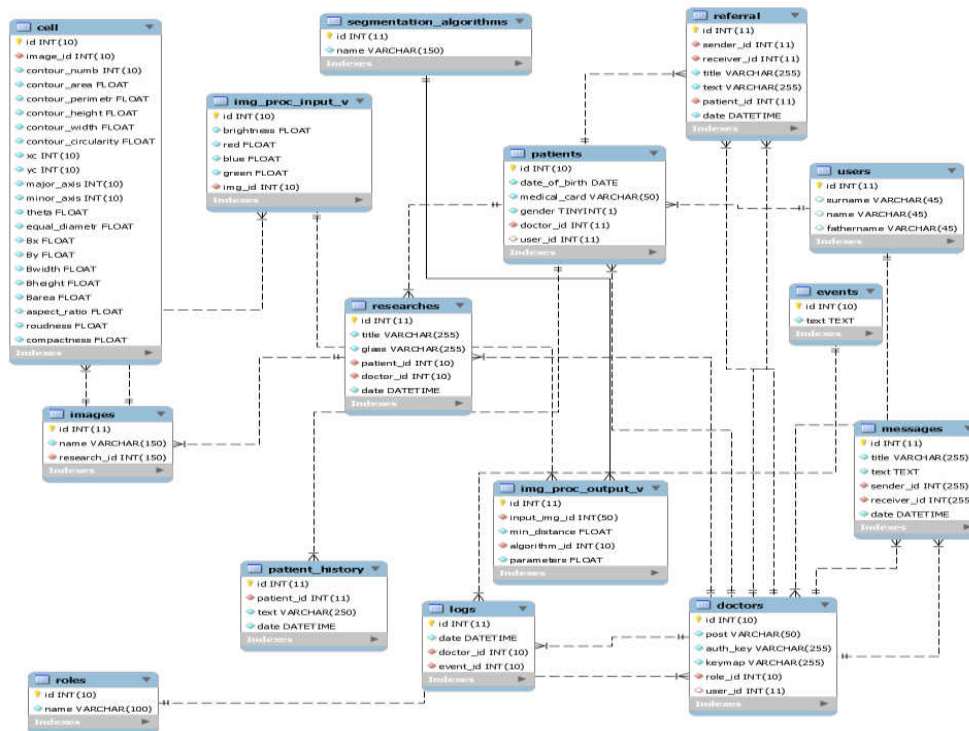 cell
id INT(10)
image_id INT(10)
contour_numb INT(10)
contour_area FLOAT
contour_perimetr FLOAT
contour_height FLOAT
contour_width FLOAT
contour_circularity FLOAT
xc INT(10)
yc INT(10)
major_axis INT(10)
minor_axis INT(10)
theta FLOAT
equal_diametr FLOAT
Bx FLOAT
By FLOAT
Bwidth FLOAT
Bheight FLOAT
Barea FLOAT
aspect_ratio FLOAT
roudness FLOAT
compactness FLOAT
Indexes
segmentation_algorithms
id INT(11)
name VARCHAR(150)
Indexes
referral
id INT(11)
sender_id INT(11)
receiver_id INT(11)
title VARCHAR(255)
text VARCHAR(255)
patient_id INT(11)
date DATETIME
Indexes
img_proc_input_v
id INT(10)
brightness FLOAT
red FLOAT
blue FLOAT
green FLOAT
img_id INT(10)
Indexes
patients
id INT(10)
date_of_birth DATE
medical_card VARCHAR(50)
gender TINYINT(1)
doctor_id INT(11)
user_id INT(11)
Indexes
users
id INT(11)
surname VARCHAR(45)
name VARCHAR(45)
fathername VARCHAR(45)
Indexes
events
id INT(10)
text TEXT
Indexes
researches
id INT(11)
title VARCHAR(255)
glass VARCHAR(255)
patient_id INT(10)
doctor_id INT(10)
date DATETIME
Indexes
images
id INT(11)
name VARCHAR(150)
research_id INT(150)
Indexes
messages
id INT(11)
title VARCHAR(255)
text TEXT
sender_id INT(255)
receiver_id INT(255)
date DATETIME
Indexes
img_proc_output_v
id INT(11)
input_img_id INT(50)
min_distance FLOAT
algorithm_id INT(10)
parameters FLOAT
Indexes
patient_history
id INT(11)
patient_id INT(11)
text VARCHAR(250)
date DATETIME
Indexes
logs
id INT(11)
date DATETIME
doctor_id INT(10)
event_id INT(10)
Indexes
doctors
id INT(10)
post VARCHAR(50)
auth_key VARCHAR(255)
keymap VARCHAR(255)
role_id INT(10)
user_id INT(11)
Indexes
roles
id INT(10)
name VARCHAR(100)
Indexes